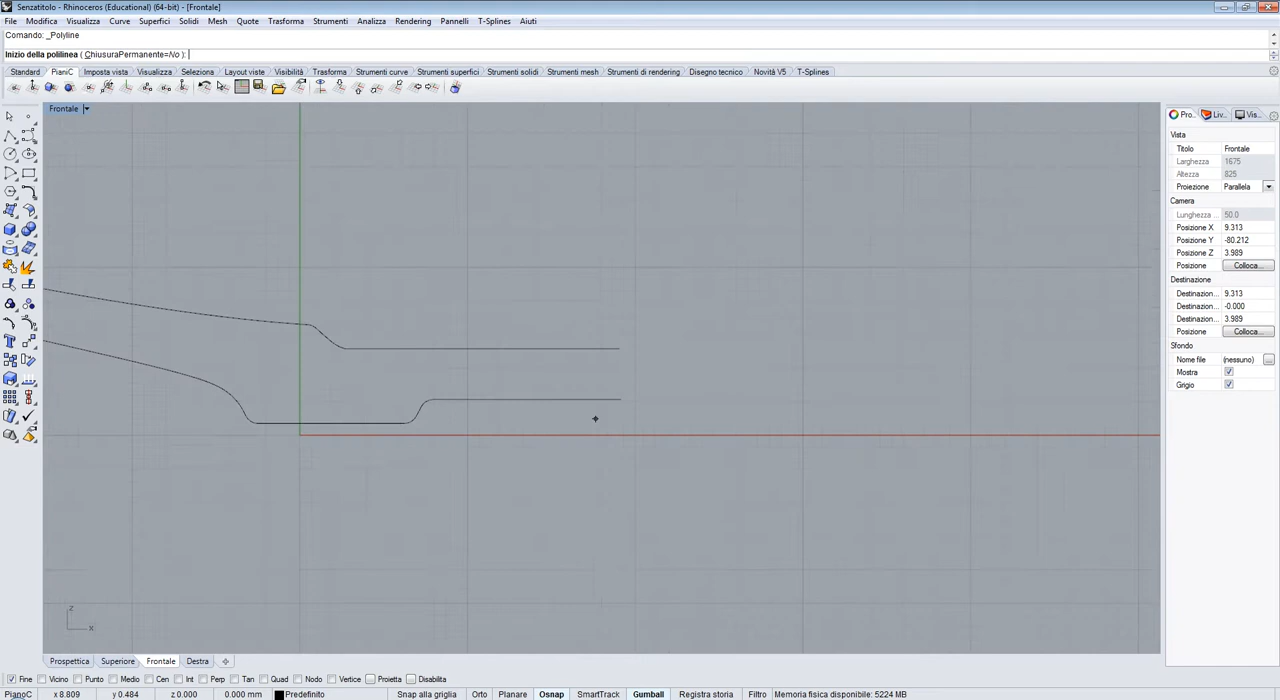 Senzatitolo - Rhinoceros (Educational) (64-bit) - [Frontale]
File Modifica Visualizza Curve Superfici Solidi Mesh Quote Trasforma Strumenti Analizza Rendering Pannelli T-Splines Aiuti
Comando: _Polyline
Inizio della polilinea ( ChiusuraPermanente=No ):
Standard PianiC Imposta vista Visualizza Seleziona Layout viste Visibilità Trasforma Strumenti curve Strumenti superfici Strumenti solidi Strumenti mesh Strumenti di rendering Disegno tecnico Novità V5 T-Splines
Frontale
Pro.. Liv... Vis...
Vista
Titolo Frontale
Larghezza 1675
Altezza 825
Proiezione Parallela
Camera
Lunghezza ... 50.0
Posizione X 9.313
Posizione Y -80.212
Posizione Z 3.989
Posizione Colloca...
Destinazione
Destinazion... 9.313
Destinazion... -0.000
Destinazion... 3.989
Posizione Colloca...
Sfondo
Nome file (nessuno) ...
Mostra
Grigio
z
x
Prospettica Superiore Frontale Destra
Fine Vicino Punto Medio Cen Int Perp Tan Quad Nodo Vertice Proietta Disabilita
PianoC x 8.809 y 0.484 z 0.000 0.000 mm Predefinito Snap alla griglia Orto Planare Osnap SmartTrack Gumball Registra storia Filtro Memoria fisica disponibile: 5224 MB